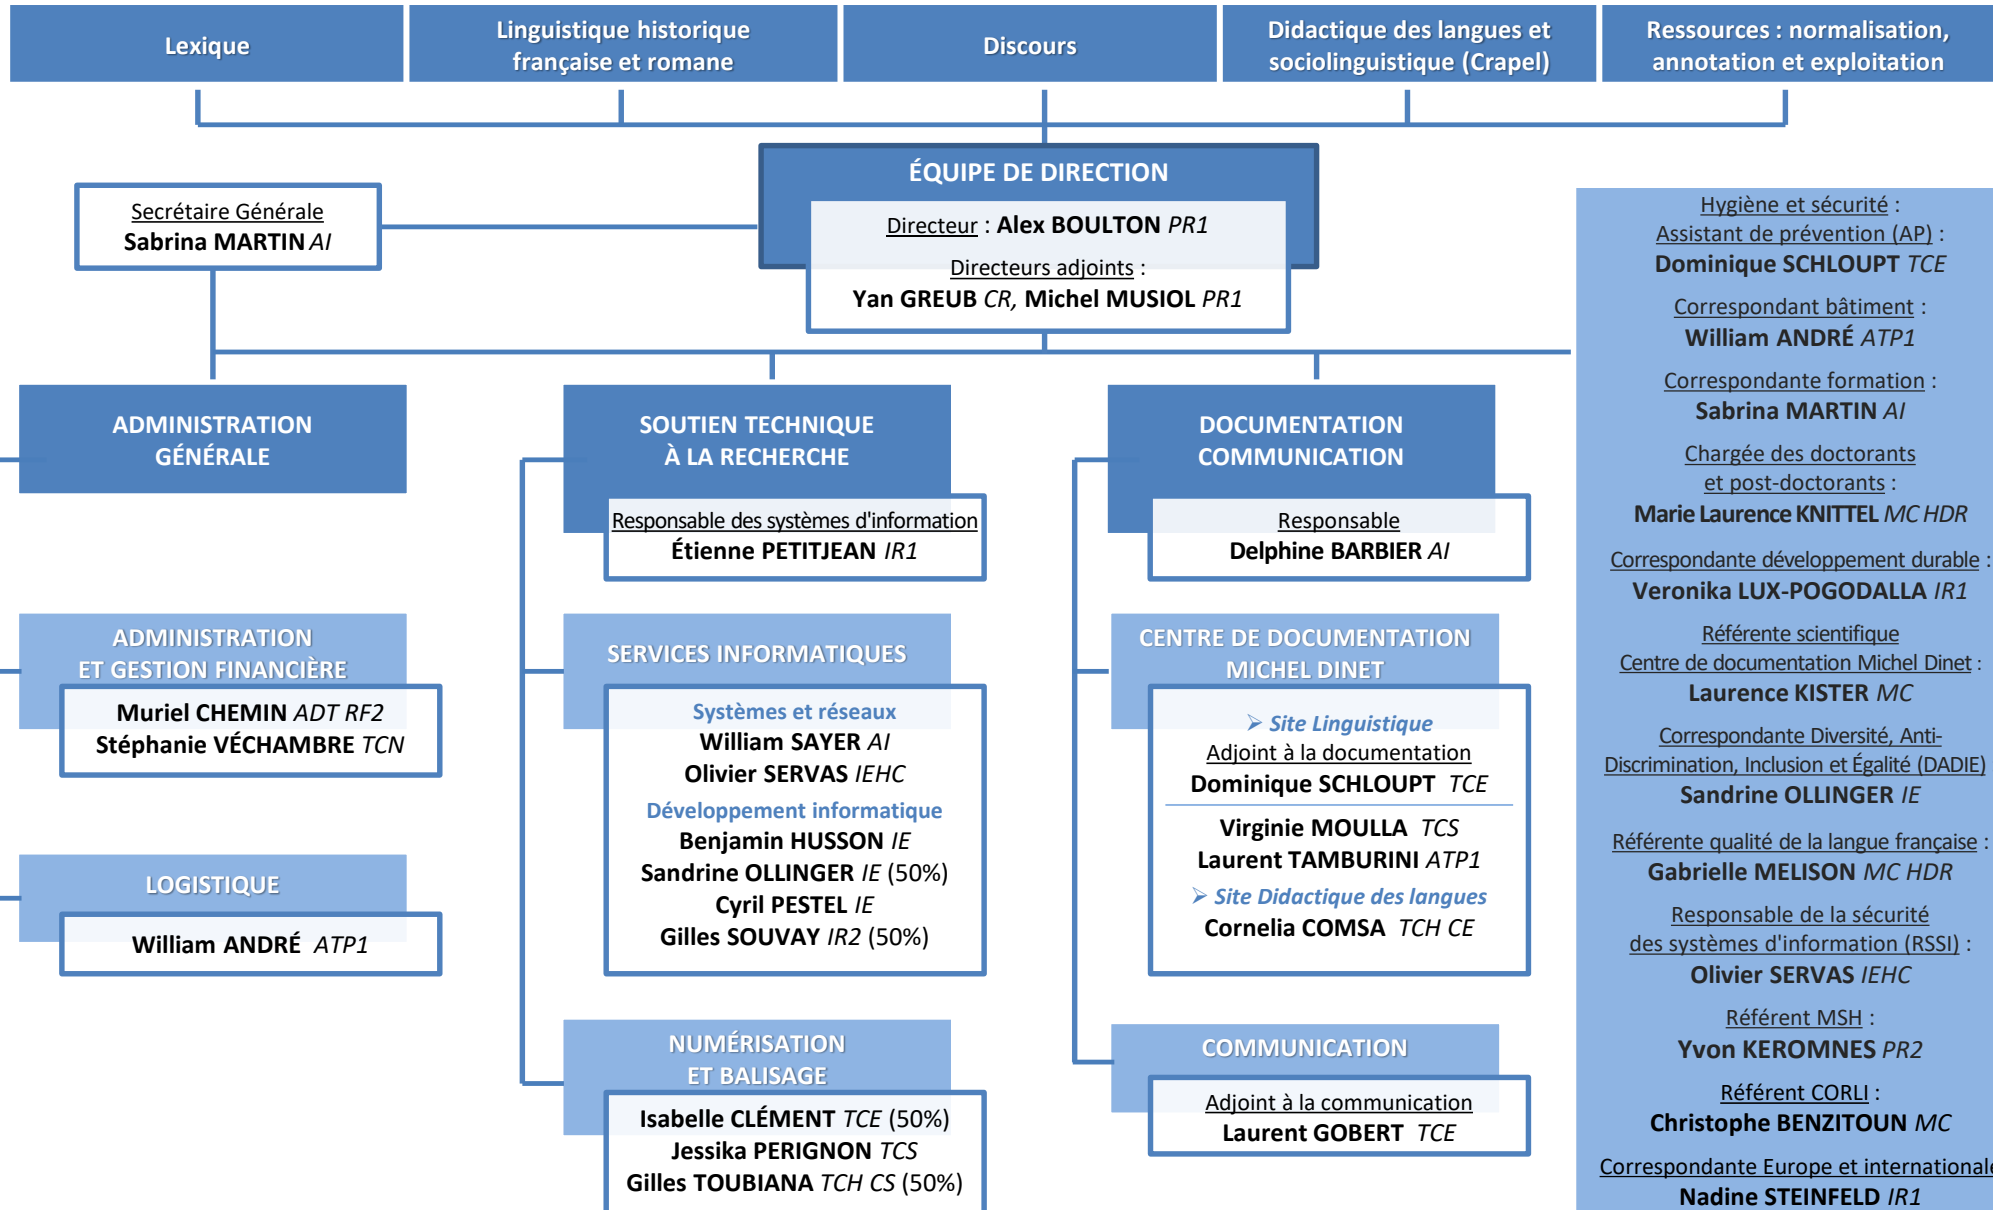 Lexique
Linguistique historique
française et romane
Discours
Didactique des langues et
sociolinguistique (Crapel)
Ressources : normalisation,
annotation et exploitation
ÉQUIPE DE DIRECTION
Directeur : Alex BOULTON PR1
Directeurs adjoints :
Yan GREUB CR, Michel MUSIOL PR1
Secrétaire Générale
Sabrina MARTIN AI
ADMINISTRATION
GÉNÉRALE
ADMINISTRATION
ET GESTION FINANCIÈRE
Muriel CHEMIN ADT RF2
Stéphanie VÉCHAMBRE TCN
LOGISTIQUE
William ANDRÉ ATP1
SOUTIEN TECHNIQUE
À LA RECHERCHE
Responsable des systèmes d'information
Étienne PETITJEAN IR1
SERVICES INFORMATIQUES
Systèmes et réseaux
William SAYER AI
Olivier SERVAS IEHC
Développement informatique
Benjamin HUSSON IE
Sandrine OLLINGER IE (50%)
Cyril PESTEL IE
Gilles SOUVAY IR2 (50%)
NUMÉRISATION
ET BALISAGE
Isabelle CLÉMENT TCE (50%)
Jessika PERIGNON TCS
Gilles TOUBIANA TCH CS (50%)
DOCUMENTATION
COMMUNICATION
Responsable
Delphine BARBIER AI
CENTRE DE DOCUMENTATION
MICHEL DINET
➢ Site Linguistique
Adjoint à la documentation
Dominique SCHLOUPT TCE
Virginie MOULLA TCS
Laurent TAMBURINI ATP1
➢ Site Didactique des langues
Cornelia COMSA TCH CE
COMMUNICATION
Adjoint à la communication
Laurent GOBERT TCE
Hygiène et sécurité :
Assistant de prévention (AP) :
Dominique SCHLOUPT TCE
Correspondant bâtiment :
William ANDRÉ ATP1
Correspondante formation :
Sabrina MARTIN AI
Chargée des doctorants
et post-doctorants :
Marie Laurence KNITTEL MC HDR
Correspondante développement durable :
Veronika LUX-POGODALLA IR1
Référente scientifique
Centre de documentation Michel Dinet :
Laurence KISTER MC
Correspondante Diversité, Anti-
Discrimination, Inclusion et Égalité (DADIE)
Sandrine OLLINGER IE
Référente qualité de la langue française :
Gabrielle MELISON MC HDR
Responsable de la sécurité
des systèmes d'information (RSSI) :
Olivier SERVAS IEHC
Référent MSH :
Yvon KEROMNES PR2
Référent CORLI :
Christophe BENZITOUN MC
Correspondante Europe et internationale
Nadine STEINFELD IR1